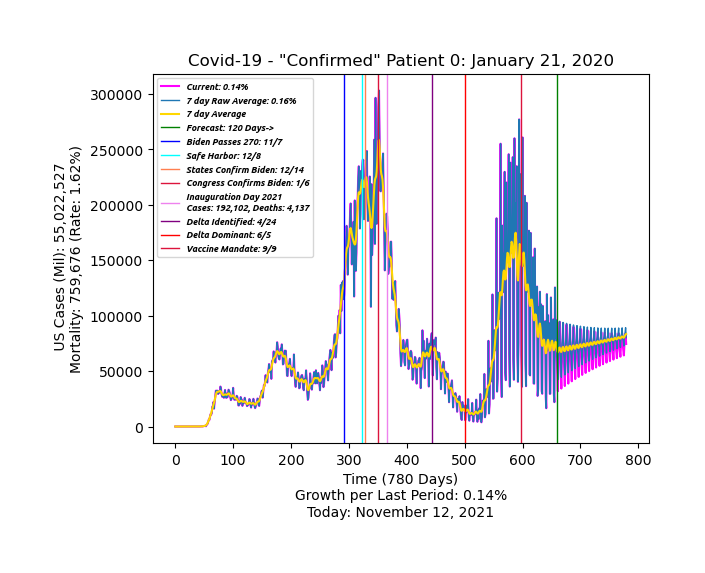 Covid-19 - "Confirmed" Patient 0: January 21, 2020
US Cases (Mil): 55,022,527
Mortality: 759,676 (Rate: 1.62%)
300000
250000
200000
150000
100000
50000
0
Current: 0.14%
7 day Raw Average: 0.16%
7 day Average
Forecast: 120 Days->
Biden Passes 270: 11/7
Safe Harbor: 12/8
States Confirm Biden: 12/14
Congress Confirms Biden: 1/6
Inauguration Day 2021
Cases: 192,102, Deaths: 4,137
Delta Identified: 4/24
Delta Dominant: 6/5
Vaccine Mandate: 9/9
0 100 200 300 400 500 600 700 800
Time (780 Days)
Growth per Last Period: 0.14%
Today: November 12, 2021